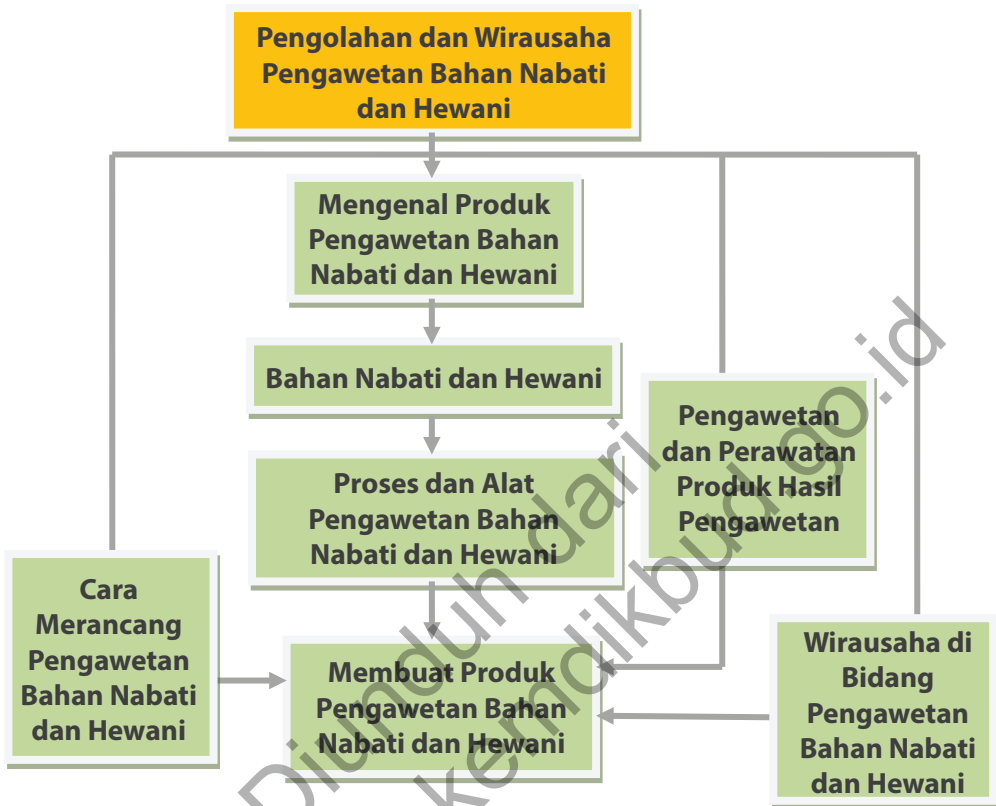 Pengolahan dan Wirausaha
Pengawetan Bahan Nabati
dan Hewani
Mengenal Produk
Pengawetan Bahan
Nabati dan Hewani
Bahan Nabati dan Hewani
Proses dan Alat
Pengawetan Bahan
Nabati dan Hewani
Pengawetan
dan Perawatan
Produk Hasil
Pengawetan
Cara
Merancang
Pengawetan
Bahan Nabati
dan Hewani
Membuat Produk
Pengawetan Bahan
Nabati dan Hewani
Wirausaha di
Bidang
Pengawetan
Bahan Nabati
dan Hewani
Diunduh dari
kemdikbud.go.id